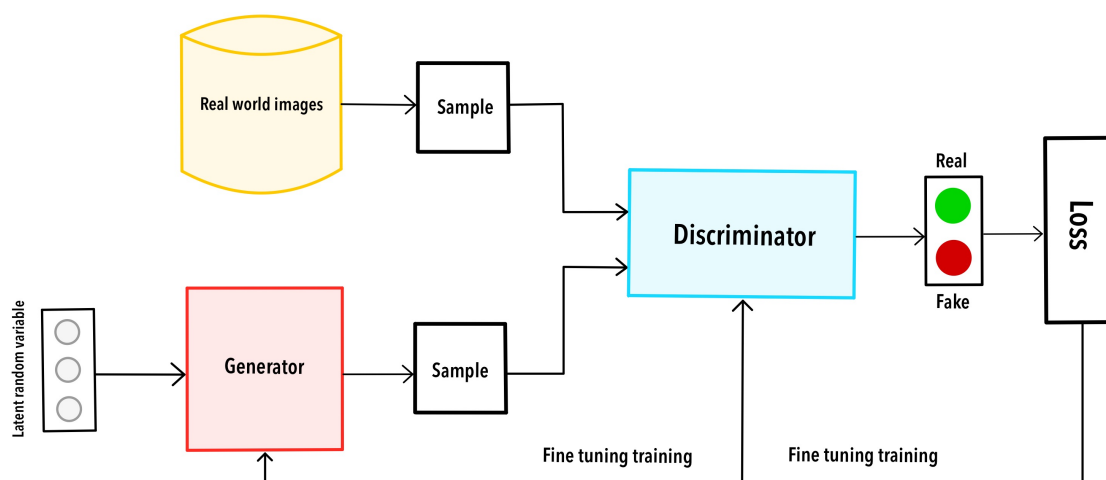 Real world images
Sample
Real
Discriminator
Loss
Fake
Latent random variable
Generator
Sample
Fine tuning training
Fine tuning training